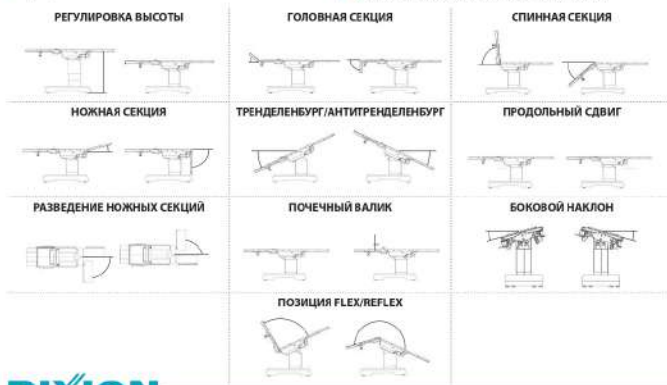 РЕГУЛИРОВКА ВЫСОТЫ
ГОЛОВНАЯ СЕКЦИЯ
СПИННАЯ СЕКЦИЯ
НОЖНАЯ СЕКЦИЯ
ТРЕНДЕЛЕНБУРГ/АНТИТРЕНДЕЛЕНБУРГ
ПРОДОЛЬНЫЙ СДВИГ
РАЗВЕДЕНИЕ НОЖНЫХ СЕКЦИЙ
ПОЧЕЧНЫЙ ВАЛИК
БОКОВОЙ НАКЛОН
ПОЗИЦИЯ FLEX/REFLEX
DIXION